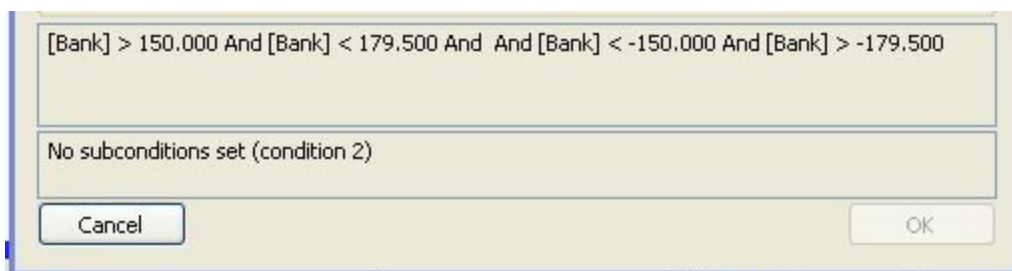 [Bank] > 150.000 And [Bank] < 179.500 And  And [Bank] < -150.000 And [Bank] > -179.500
No subconditions set (condition 2)
Cancel OK